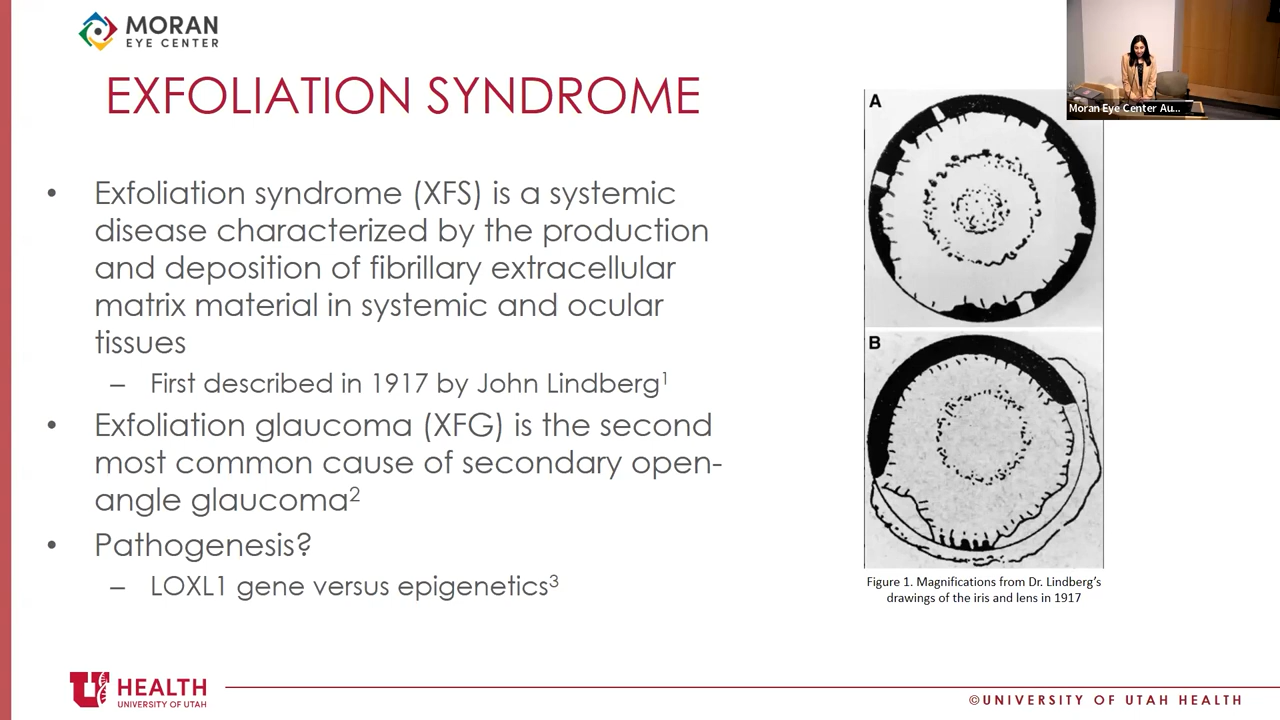 MORAN
EYE CENTER
EXFOLIATION SYNDROME
• Exfoliation syndrome (XFS) is a systemic
disease characterized by the production
and deposition of fibrillary extracellular
matrix material in systemic and ocular
tissues
– First described in 1917 by John Lindberg¹
• Exfoliation glaucoma (XFG) is the second
most common cause of secondary open-
angle glaucoma²
• Pathogenesis?
– LOXL1 gene versus epigenetics³
Moran Eye Center Au...
A
B
Figure 1. Magnifications from Dr. Lindberg's
drawings of the iris and lens in 1917
U HEALTH
UNIVERSITY OF UTAH
©UNIVERSITY OF UTAH HEALTH